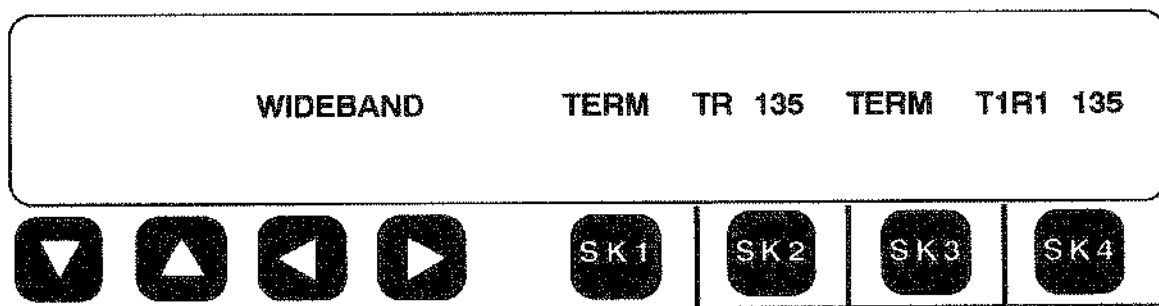 WIDEBAND TERM TR 135 TERM T1R1 135
SK1 SK2 SK3 SK4